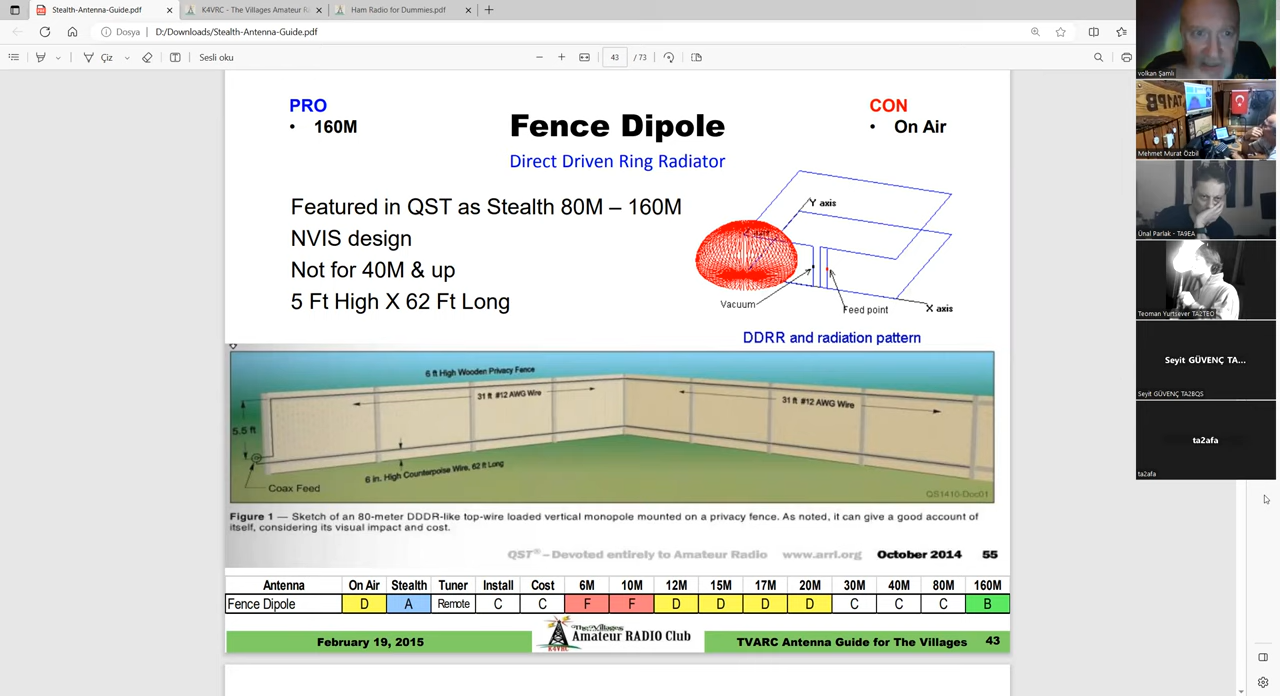 Stealth-Antenna-Guide.pdf
K4VRC - The Villages Amateur R
Ham Radio for Dummies.pdf
Dosya
D:/Downloads/Stealth-Antenna-Guide.pdf
Çiz
Sesli oku
43
/ 73
PRO
• 160M
Fence Dipole
CON
• On Air
Direct Driven Ring Radiator
Featured in QST as Stealth 80M – 160M
NVIS design
Not for 40M & up
5 Ft High X 62 Ft Long
Y axis
Vacuum
Feed point
X axis
DDRR and radiation pattern
6 ft High Wooden Privacy Fence
31 ft #12 AWG Wire
31 ft #12 AWG Wire
5.5 ft
6 in. High Counterpoise Wire, 62 ft Long
Coax Feed
QS1410-Doc01
Figure 1 — Sketch of an 80-meter DDDR-like top-wire loaded vertical monopole mounted on a privacy fence. As noted, it can give a good account of
itself, considering its visual impact and cost.
QST® – Devoted entirely to Amateur Radio www.arrl.org October 2014 55
Antenna On Air Stealth Tuner Install Cost 6M 10M 12M 15M 17M 20M 30M 40M 80M 160M
Fence Dipole D A Remote C C F F D D D D C C C B
February 19, 2015
The Villages
Amateur RADIO Club
K4VRC
TVARC Antenna Guide for The Villages 43
volkan Şamlı
TA1PB
Mehmet Murat Özbil
Ünal Parlak - TA9EA
Teoman Yurtsever TA2TEO
Seyit GÜVENÇ TA...
Seyit GÜVENÇ TA2BQS
ta2afa
ta2afa